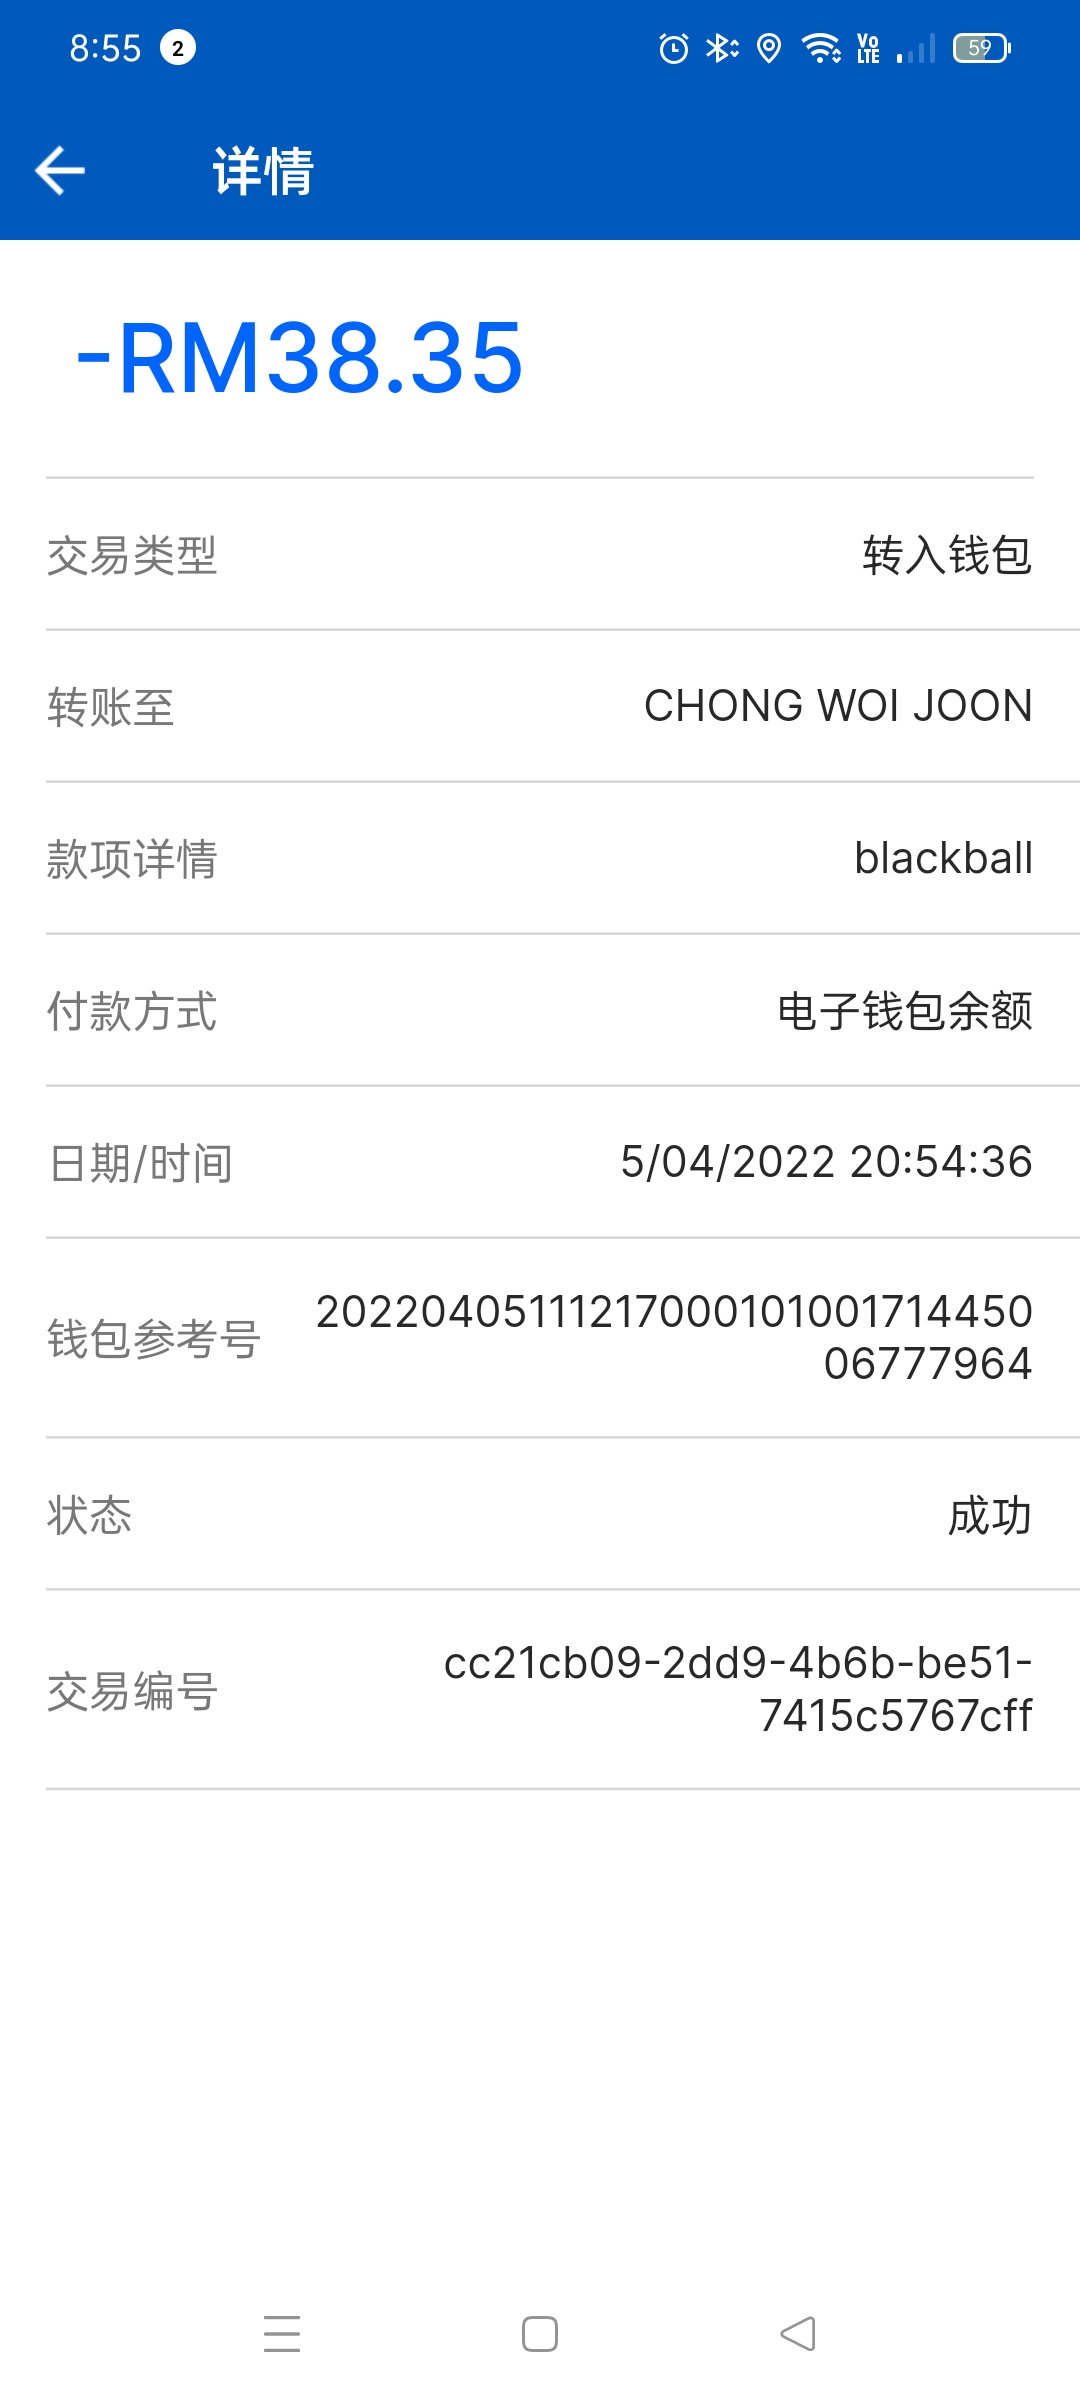 8:55 2 VO LTE 59
详情
-RM38.35
交易类型 转入钱包
转账至 CHONG WOI JOON
款项详情 blackball
付款方式 电子钱包余额
日期/时间 5/04/2022 20:54:36
钱包参考号 2022040511121700010100171445​0
06777964
状态 成功
交易编号 cc21cb09-2dd9-4b6b-be51-
7415c5767cff